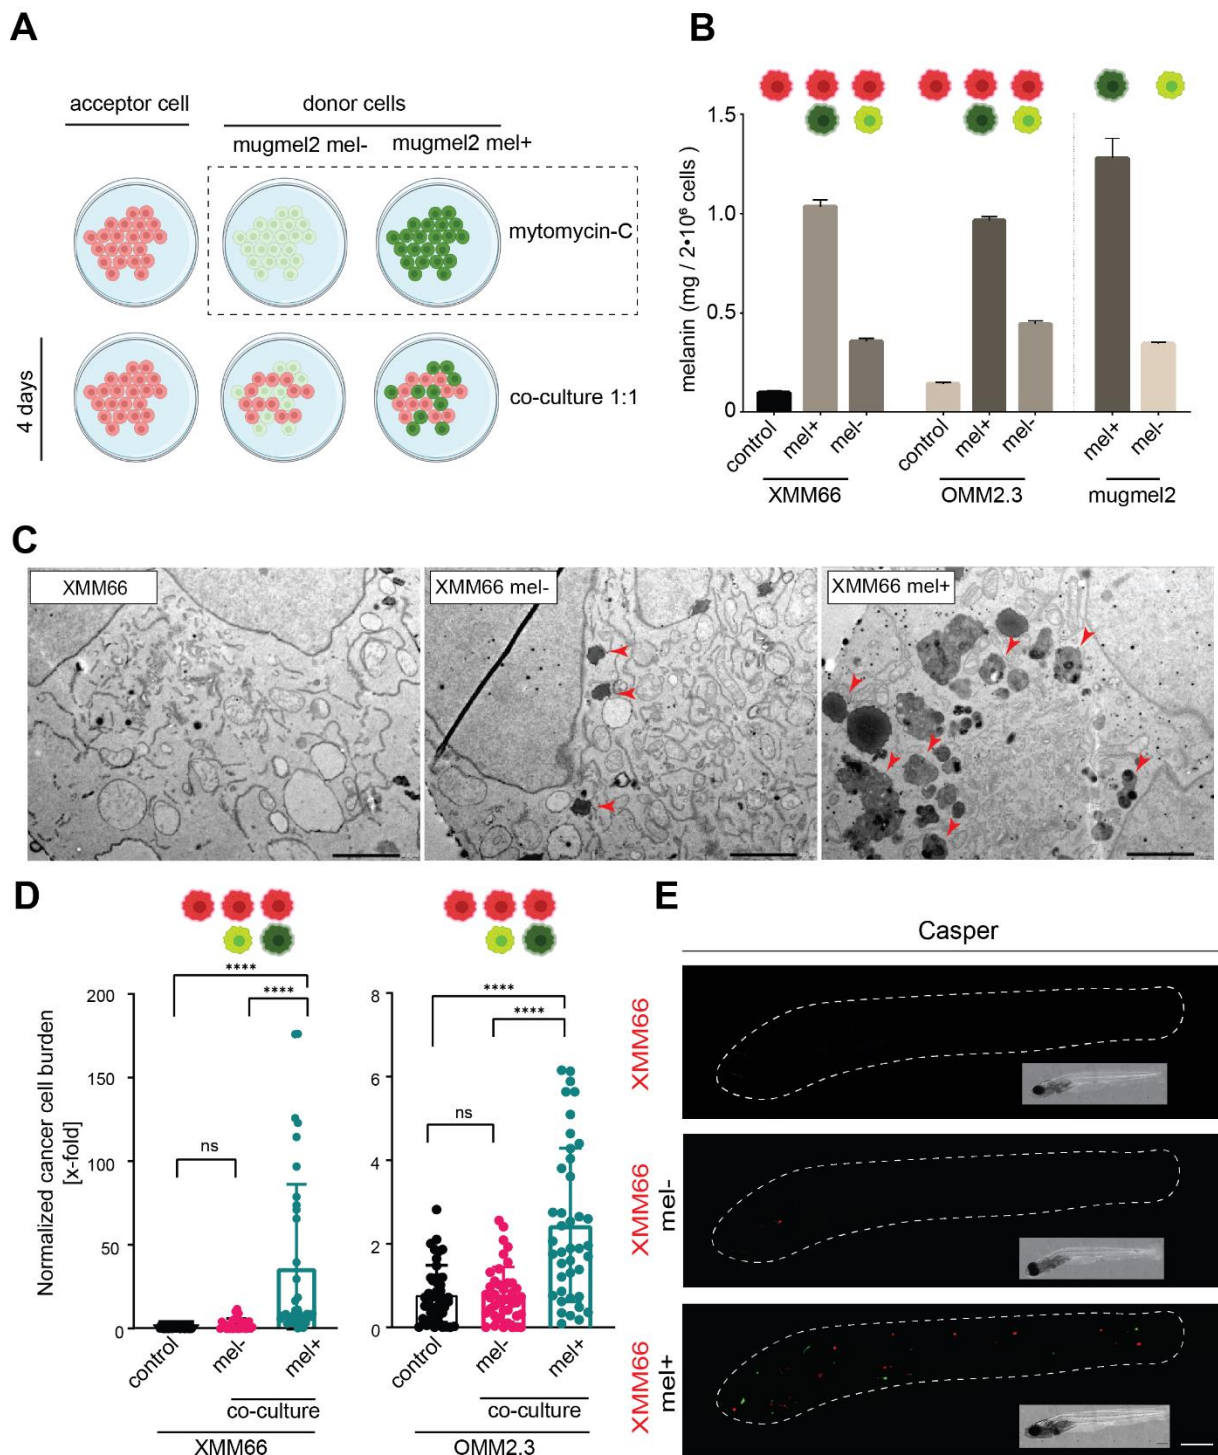 A
acceptor cell
donor cells
mugmel2 mel-
mugmel2 mel+
mytomycin-C
4 days
co-culture 1:1
B
melanin (mg / 2•10⁶ cells )
1.5
1.0
0.5
0
control
mel+
mel-
control
mel+
mel-
mel+
mel-
XMM66
OMM2.3
mugmel2
C
XMM66
XMM66 mel-
XMM66 mel+
D
Normalized cancer cell burden
[x-fold]
****
****
ns
200
150
100
50
0
control
mel-
mel+
co-culture
XMM66
****
****
ns
8
6
4
2
0
control
mel-
mel+
co-culture
OMM2.3
E
Casper
XMM66
XMM66
mel-
XMM66
mel+